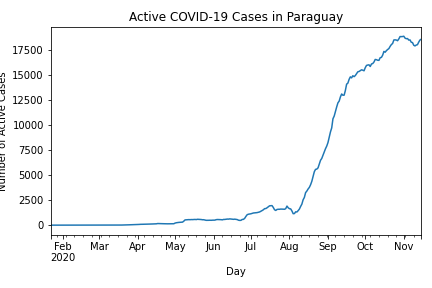 Active COVID-19 Cases in Paraguay
Number of Active Cases
17500
15000
12500
10000
7500
5000
2500
0
Feb Mar Apr May Jun Jul Aug Sep Oct Nov
2020
Day